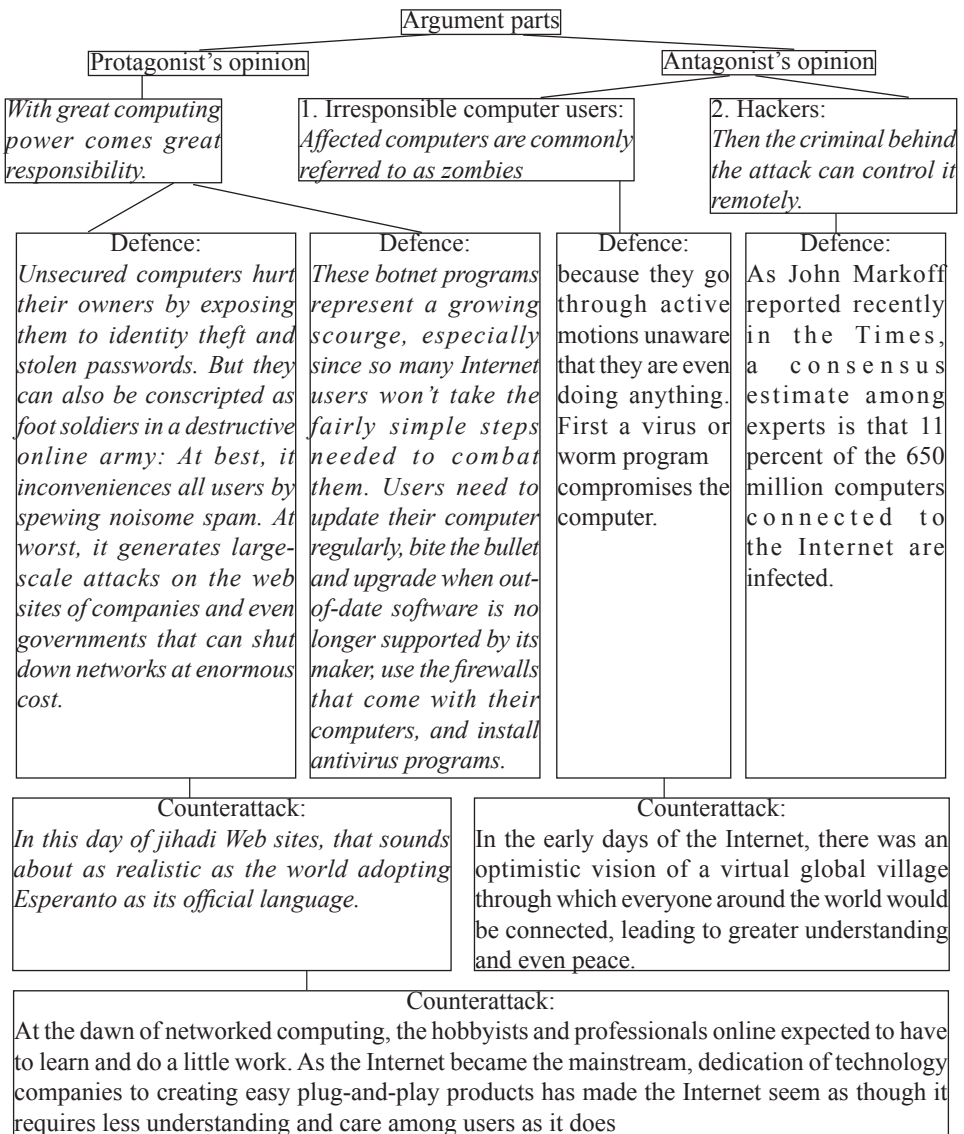 Argument parts
Protagonist’s opinion
Antagonist’s opinion
With great computing
power comes great
responsibility.
1. Irresponsible computer users:
Affected computers are commonly
referred to as zombies
2. Hackers:
Then the criminal behind
the attack can control it
remotely.
Defence:
Unsecured computers hurt
their owners by exposing
them to identity theft and
stolen passwords. But they
can also be conscripted as
foot soldiers in a destructive
online army: At best, it
inconveniences all users by
spewing noisome spam. At
worst, it generates large-
scale attacks on the web
sites of companies and even
governments that can shut
down networks at enormous
cost.
Defence:
These botnet programs
represent a growing
scourge, especially
since so many Internet
users won’t take the
fairly simple steps
needed to combat
them. Users need to
update their computer
regularly, bite the bullet
and upgrade when out-
of-date software is no
longer supported by its
maker, use the firewalls
that come with their
computers, and install
antivirus programs.
Defence:
because they go
through active
motions unaware
that they are even
doing anything.
First a virus or
worm program
compromises the
computer.
Defence:
As John Markoff
reported recently
in the Times,
a consensus
estimate among
experts is that 11
percent of the 650
million computers
connected to
the Internet are
infected.
Counterattack:
In this day of jihadi Web sites, that sounds
about as realistic as the world adopting
Esperanto as its official language.
Counterattack:
In the early days of the Internet, there was an
optimistic vision of a virtual global village
through which everyone around the world would
be connected, leading to greater understanding
and even peace.
Counterattack:
At the dawn of networked computing, the hobbyists and professionals online expected to have
to learn and do a little work. As the Internet became the mainstream, dedication of technology
companies to creating easy plug-and-play products has made the Internet seem as though it
requires less understanding and care among users as it does